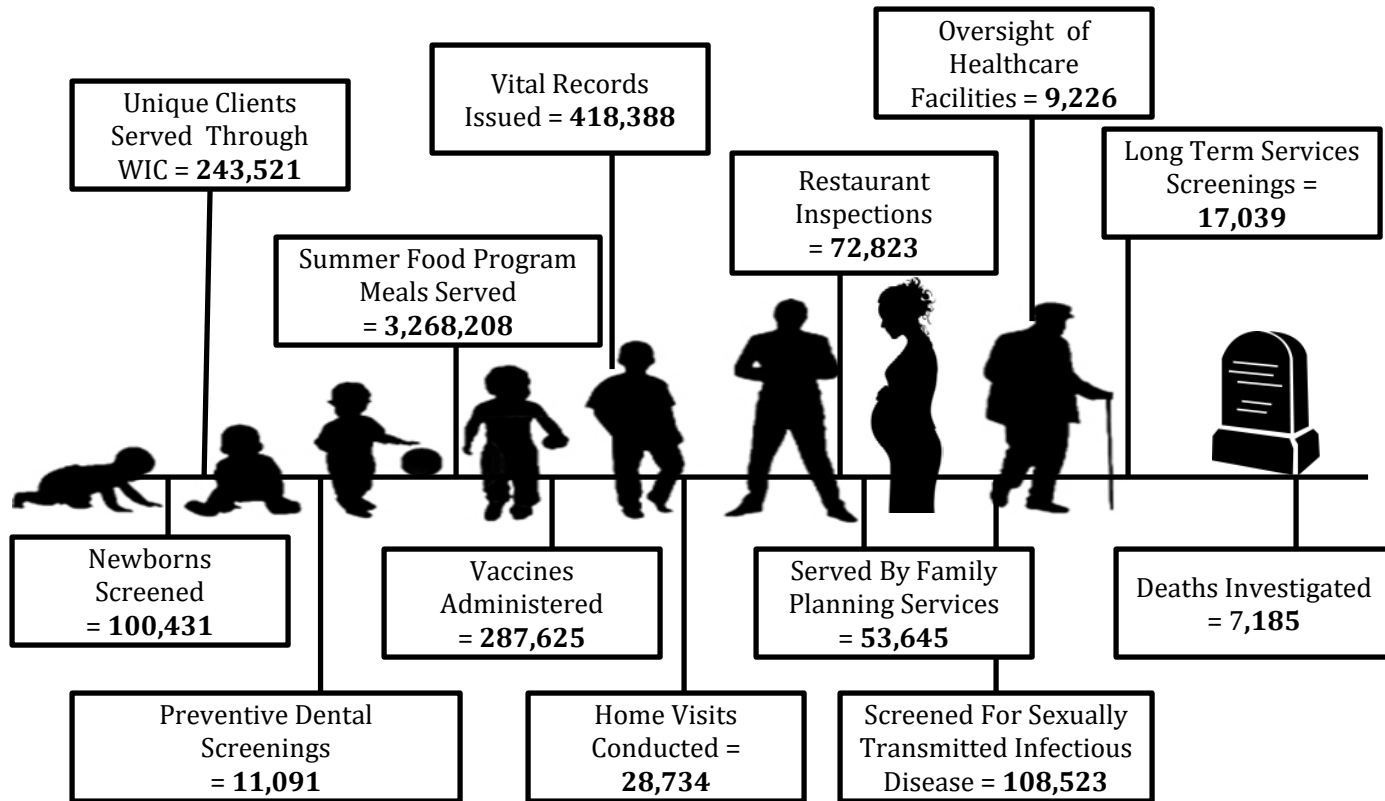 Unique Clients
Served Through
WIC = 243,521
Vital Records
Issued = 418,388
Oversight of
Healthcare
Facilities = 9,226
Summer Food Program
Meals Served
= 3,268,208
Restaurant
Inspections
= 72,823
Long Term Services
Screenings =
17,039
Newborns
Screened
= 100,431
Vaccines
Administered
= 287,625
Served By Family
Planning Services
= 53,645
Deaths Investigated
= 7,185
Preventive Dental
Screenings
= 11,091
Home Visits
Conducted =
28,734
Screened For Sexually
Transmitted Infectious
Disease = 108,523